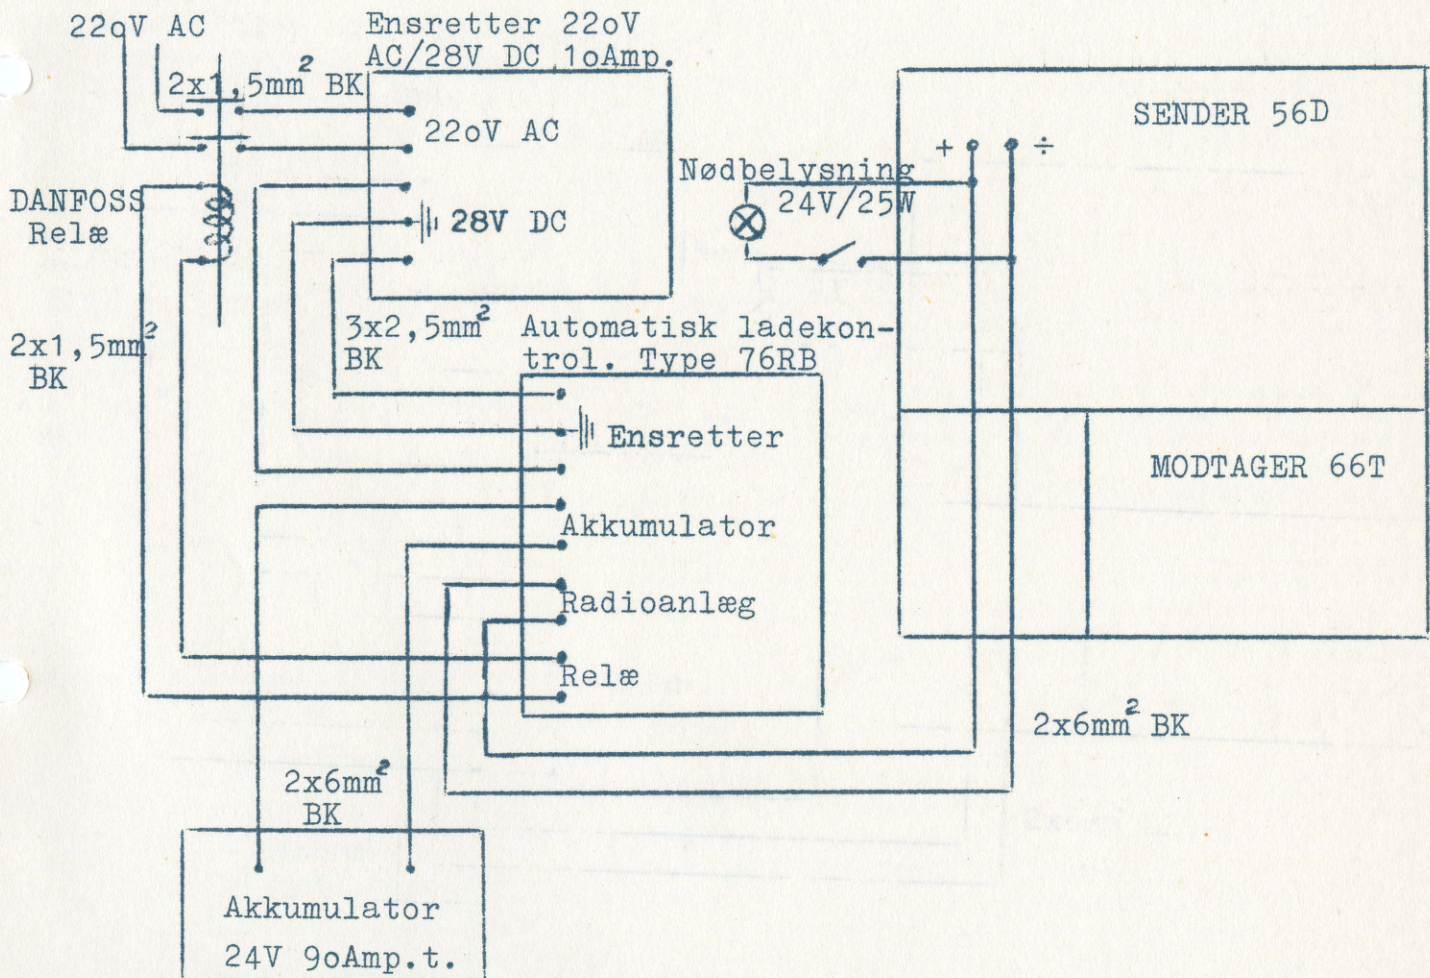 22oV AC
Ensretter 22oV
AC/28V DC 1oAmp.
2x1,5mm² BK
22oV AC
28V DC
DANFOSS
Relæ
2x1,5mm²
BK
3x2,5mm²
BK
Nødbelysning
24V/25W
SENDER 56D
+ ÷
MODTAGER 66T
Automatisk ladekon-
trol. Type 76RB
Ensretter
Akkumulator
Radioanlæg
Relæ
2x6mm² BK
2x6mm²
BK
Akkumulator
24V 9oAmp.t.